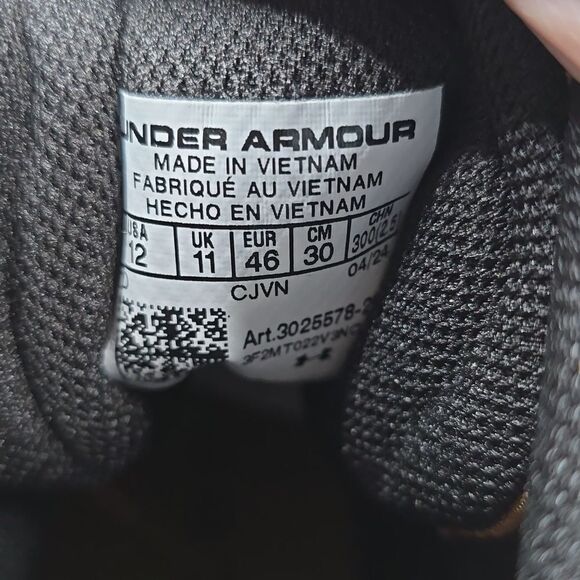 UNDER ARMOUR
MADE IN VIETNAM
FABRIQUÉ AU VIETNAM
HECHO EN VIETNAM
USA UK EUR CM CHN
12 11 46 30 300(2.5)
04/24
CJVN
Art.3025578-